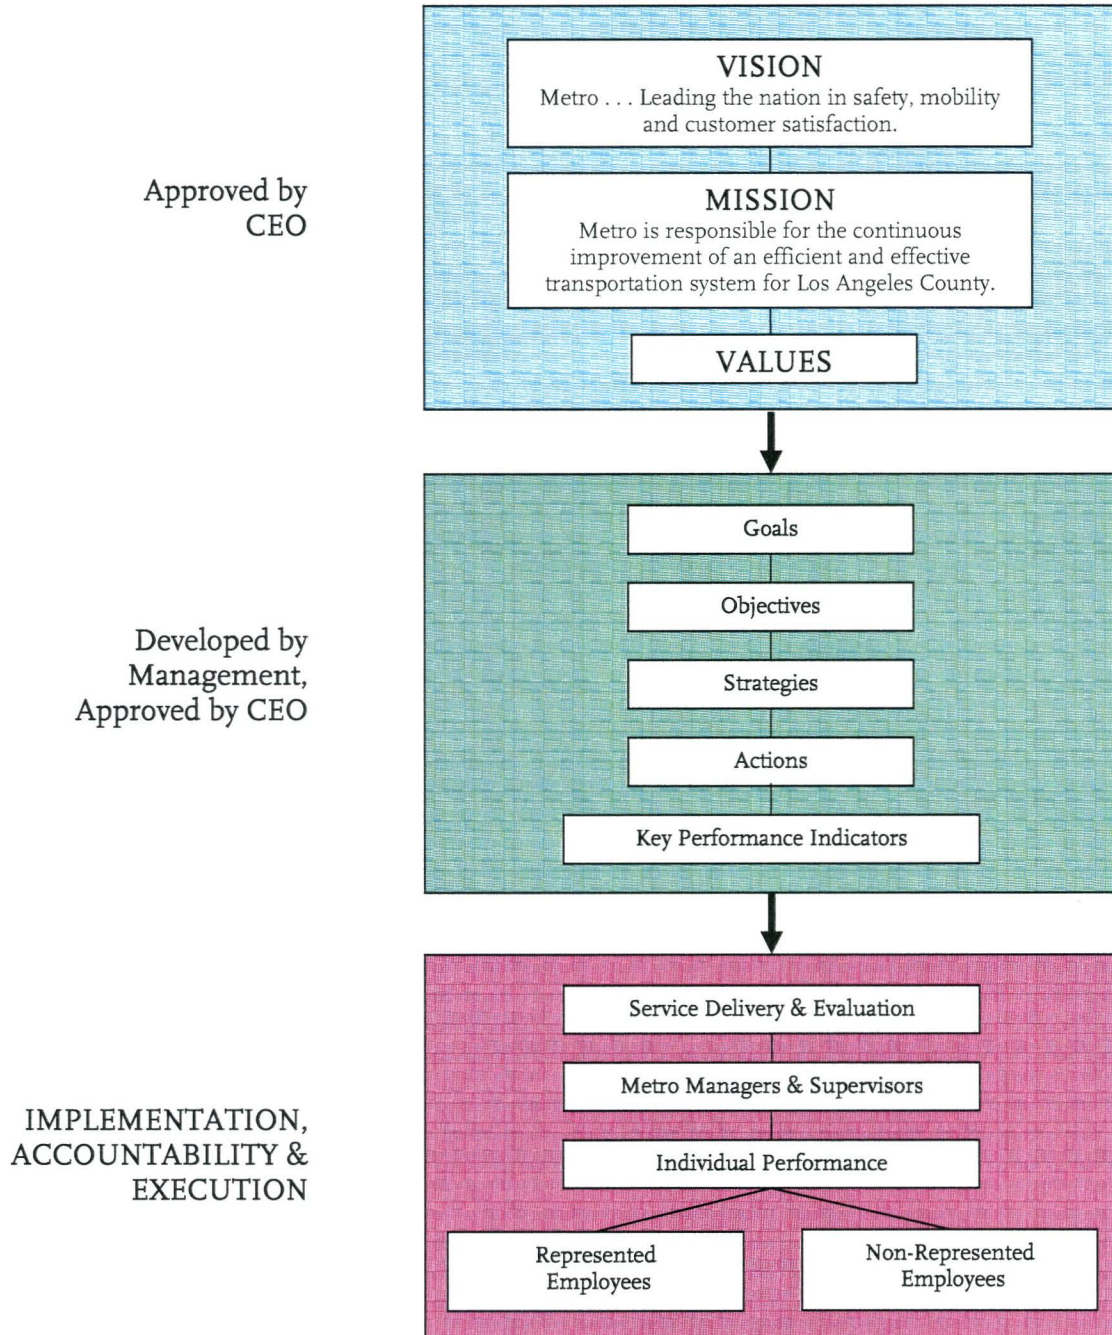 Approved by
CEO
VISION
Metro . . . Leading the nation in safety, mobility
and customer satisfaction.
MISSION
Metro is responsible for the continuous
improvement of an efficient and effective
transportation system for Los Angeles County.
VALUES
Developed by
Management,
Approved by CEO
Goals
Objectives
Strategies
Actions
Key Performance Indicators
IMPLEMENTATION,
ACCOUNTABILITY &
EXECUTION
Service Delivery & Evaluation
Metro Managers & Supervisors
Individual Performance
Represented
Employees
Non-Represented
Employees